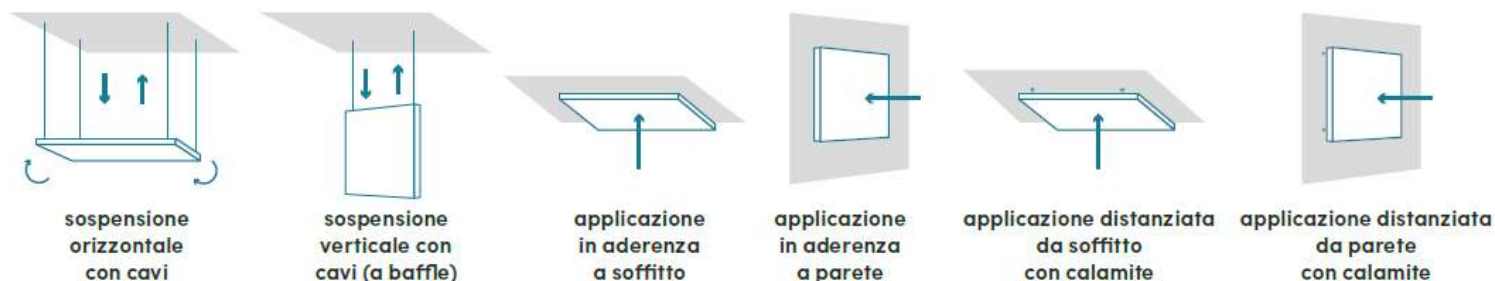 sospensione
orizzontale
con cavi
sospensione
verticale con
cavi (a baffle)
applicazione
in aderenza
a soffitto
applicazione
in aderenza
a parete
applicazione distanziata
da soffitto
con calamite
applicazione distanziata
da parete
con calamite